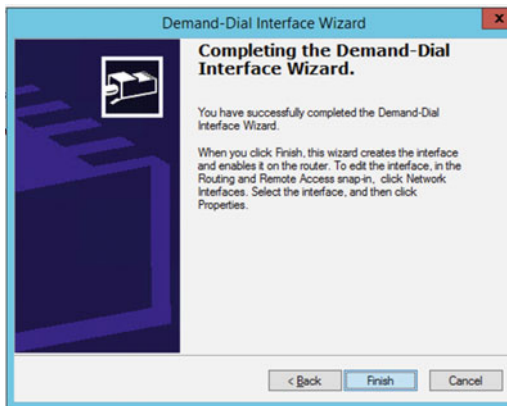 Demand-Dial Interface Wizard
x
Completing the Demand-Dial
Interface Wizard.
You have successfully completed the Demand-Dial
Interface Wizard.
When you click Finish, this wizard creates the interface
and enables it on the router. To edit the interface, in the
Routing and Remote Access snap-in, click Network
Interfaces. Select the interface, and then click
Properties.
< Back
Finish
Cancel